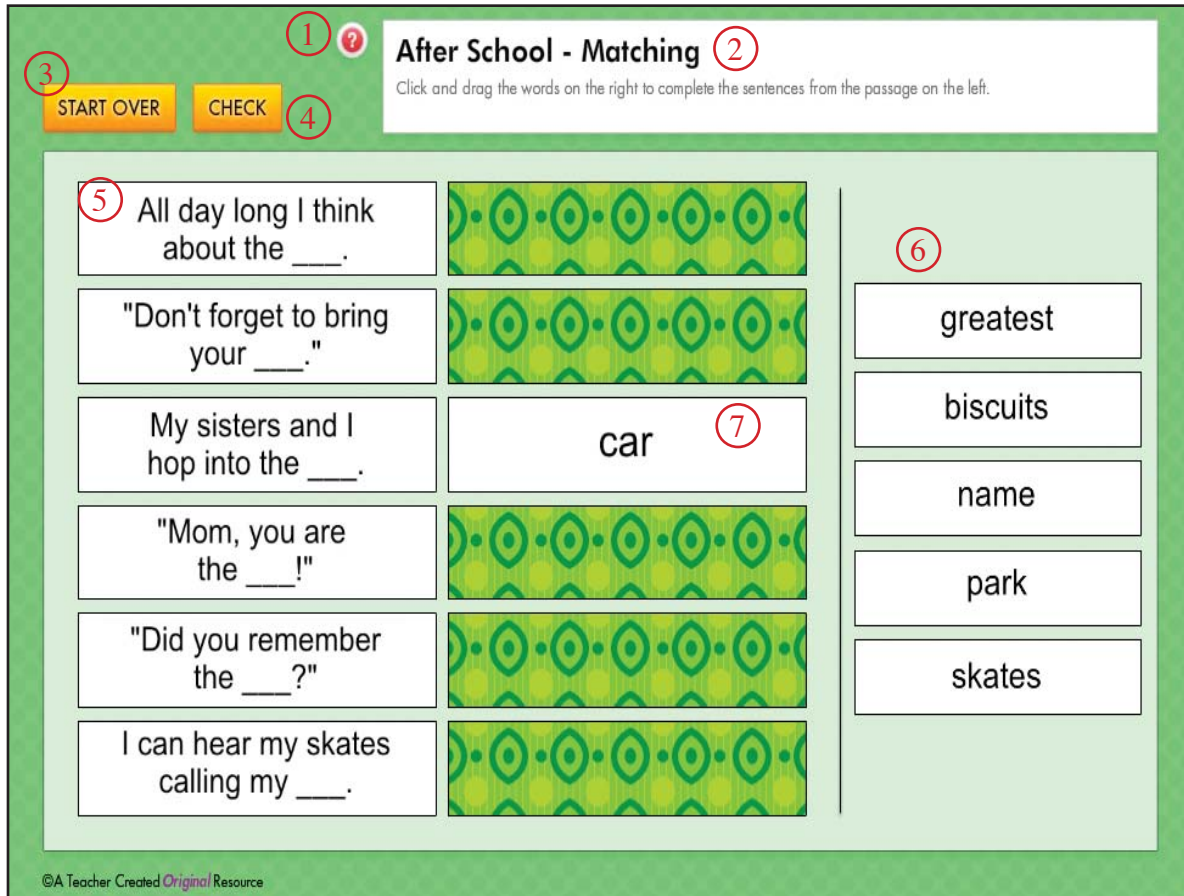 1
?
After School - Matching 2
Click and drag the words on the right to complete the sentences from the passage on the left.
3
START OVER
CHECK
4
5
All day long I think
about the ___.
"Don't forget to bring
your ___."
My sisters and I
hop into the ___.
car
7
"Mom, you are
the ___!"
"Did you remember
the ___?"
I can hear my skates
calling my ___.
6
greatest
biscuits
name
park
skates
©A Teacher Created Original Resource